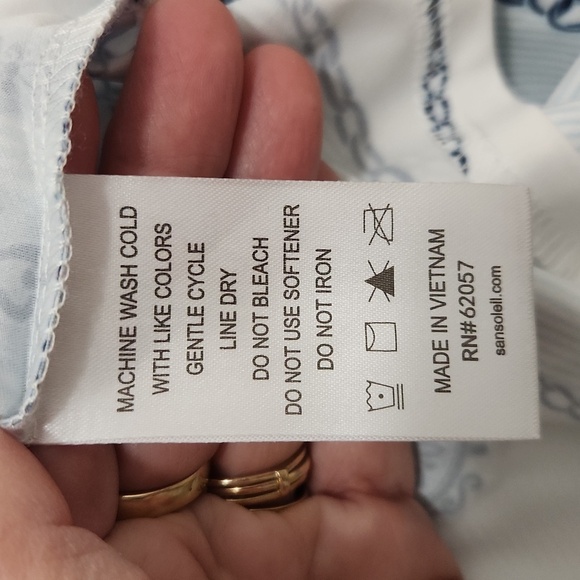 MACHINE WASH COLD
WITH LIKE COLORS
GENTLE CYCLE
LINE DRY
DO NOT BLEACH
DO NOT USE SOFTENER
DO NOT IRON
MADE IN VIETNAM
RN#62057
sansoleil.com